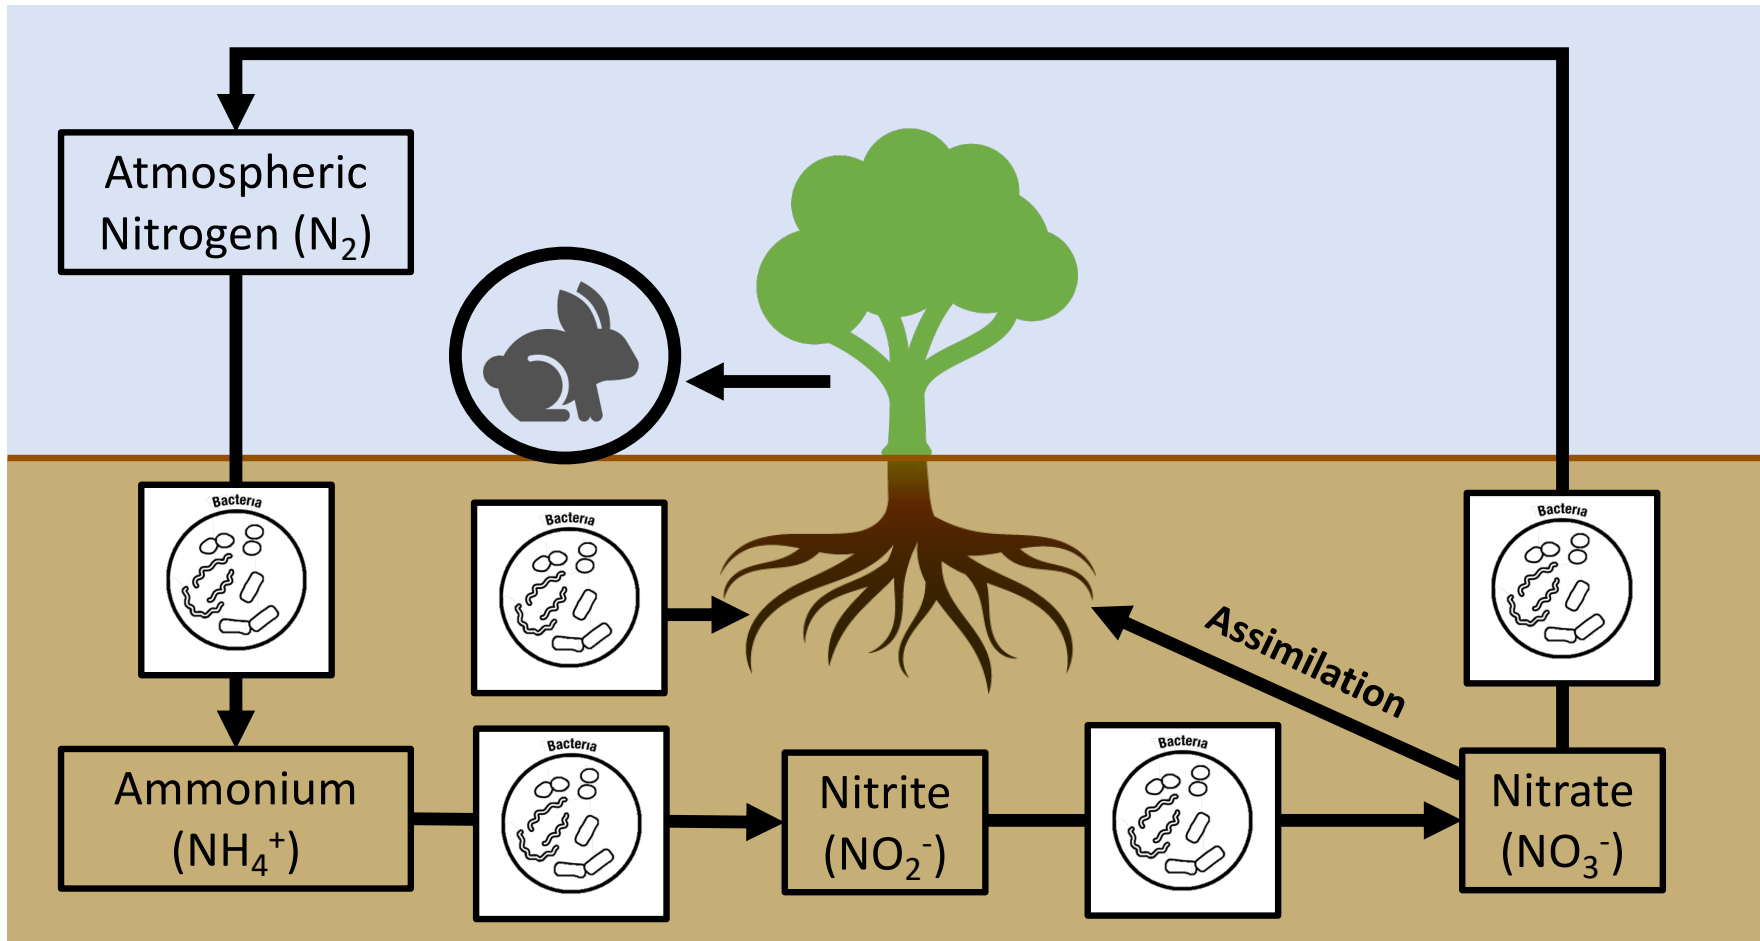 Atmospheric
Nitrogen (N₂)
Bacteria
Bacteria
Bacteria
Assimilation
Bacteria
Bacteria
Ammonium
(NH₄⁺)
Nitrite
(NO₂⁻)
Nitrate
(NO₃⁻)